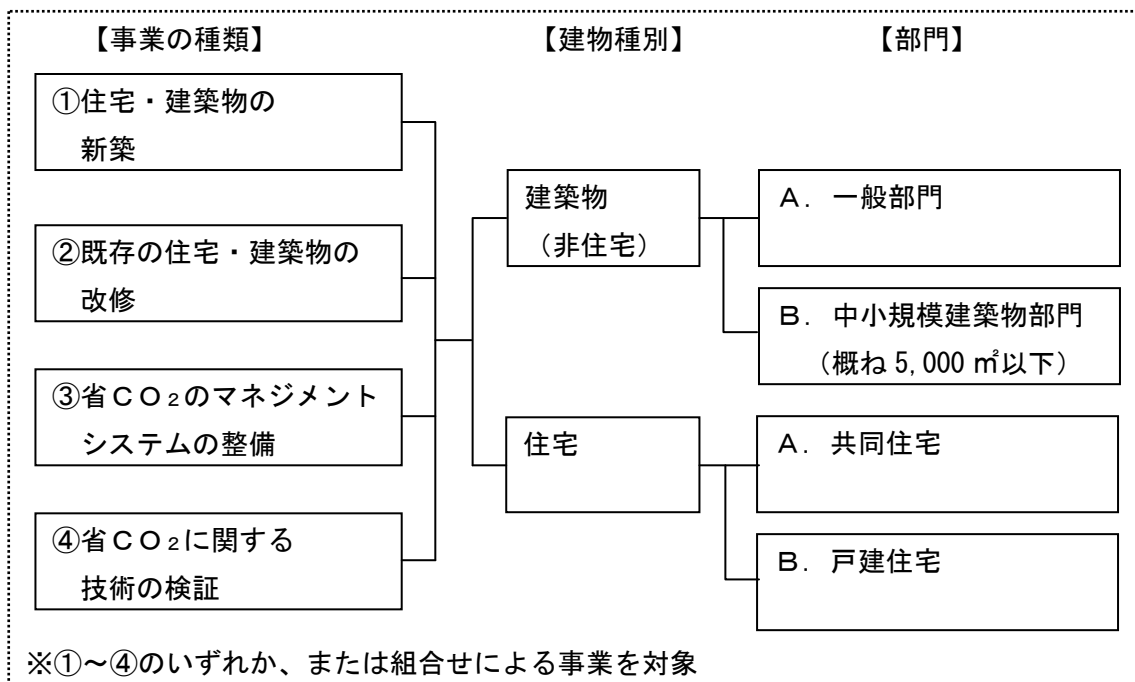 【事業の種類】
【建物種別】
【部門】
①住宅・建築物の
新築
②既存の住宅・建築物の
改修
③省ＣＯ₂のマネジメント
システムの整備
④省ＣＯ₂に関する
技術の検証
建築物
（非住宅）
住宅
Ａ．一般部門
Ｂ．中小規模建築物部門
（概ね 5,000 ㎡以下）
Ａ．共同住宅
Ｂ．戸建住宅
※①～④のいずれか、または組合せによる事業を対象